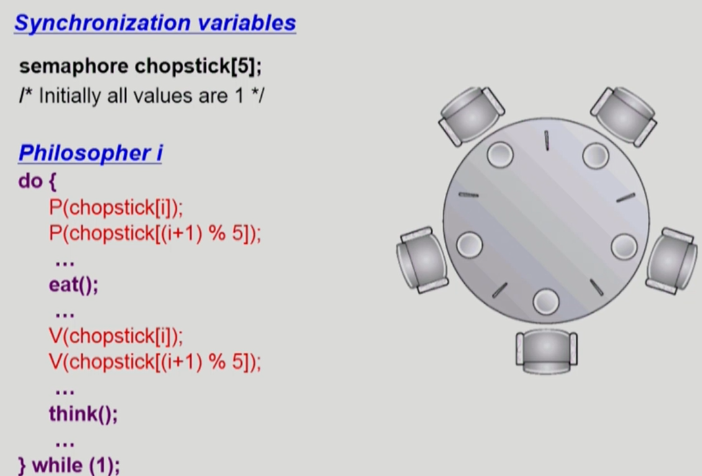 Synchronization variables
semaphore chopstick[5];
/* Initially all values are 1 */
Philosopher i
do {
P(chopstick[i]);
P(chopstick[(i+1) % 5]);
...
eat();
...
V(chopstick[i]);
V(chopstick[(i+1) % 5]);
...
think();
...
} while (1);